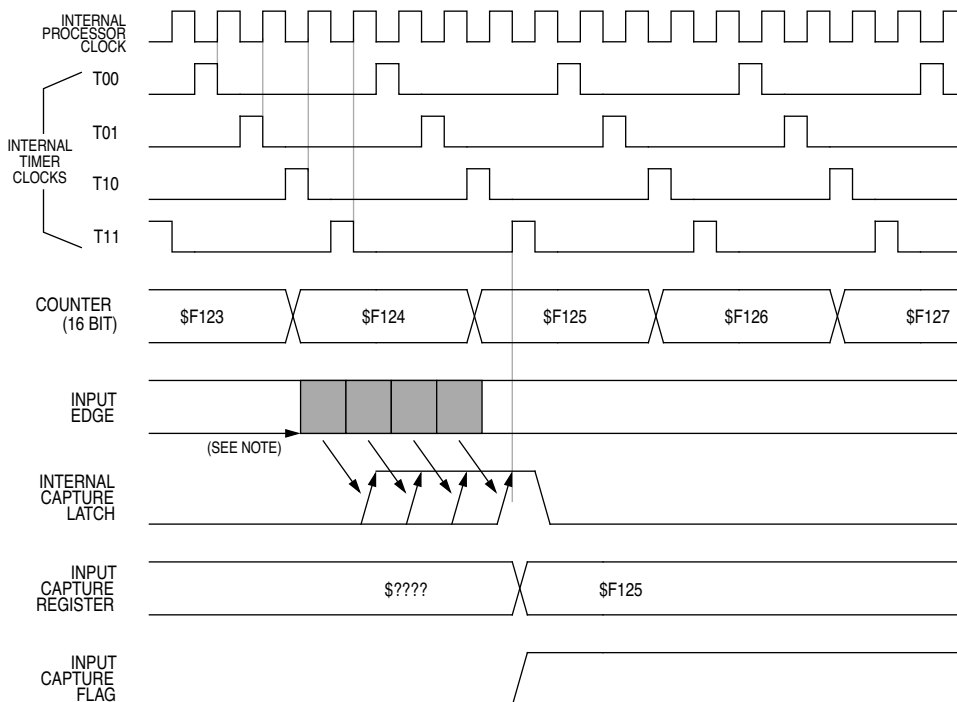 INTERNAL
PROCESSOR
CLOCK
T00
T01
INTERNAL
TIMER
CLOCKS
T10
T11
COUNTER
(16 BIT)
$F123
$F124
$F125
$F126
$F127
INPUT
EDGE
(SEE NOTE)
INTERNAL
CAPTURE
LATCH
INPUT
CAPTURE
REGISTER
$????
$F125
INPUT
CAPTURE
FLAG